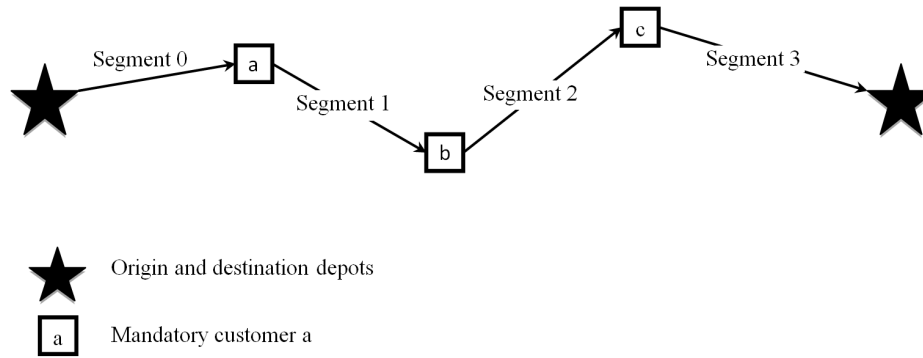 Segment 0
a
Segment 1
b
Segment 2
c
Segment 3
Origin and destination depots
a
Mandatory customer a